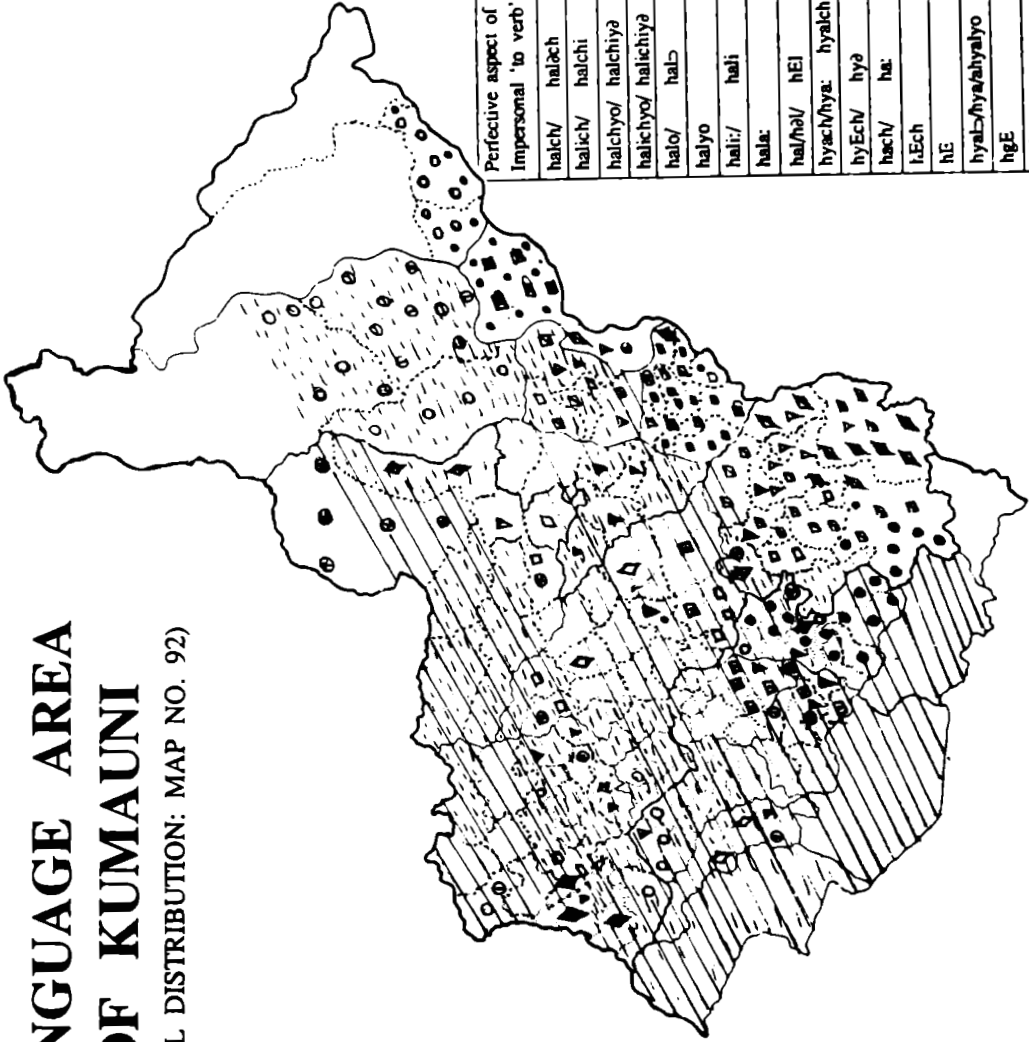 NGUAGE AREA
OF KUMAUNI
L DISTRIBUTION: MAP NO. 92)
Perfective aspect of
Impersonal 'to verb'
halch/ haləch
halich/ halchi
halchyo/ halchiyə
halichyo/ halichiyə
halo/ halɔ
halyo
hali:/ hali
hala:
hal/həl/ hEl
hyach/hya: hyalch
hyEch/ hyə
hach/ ha:
hE
hyalɔ/hya/ahyalyo
hgE